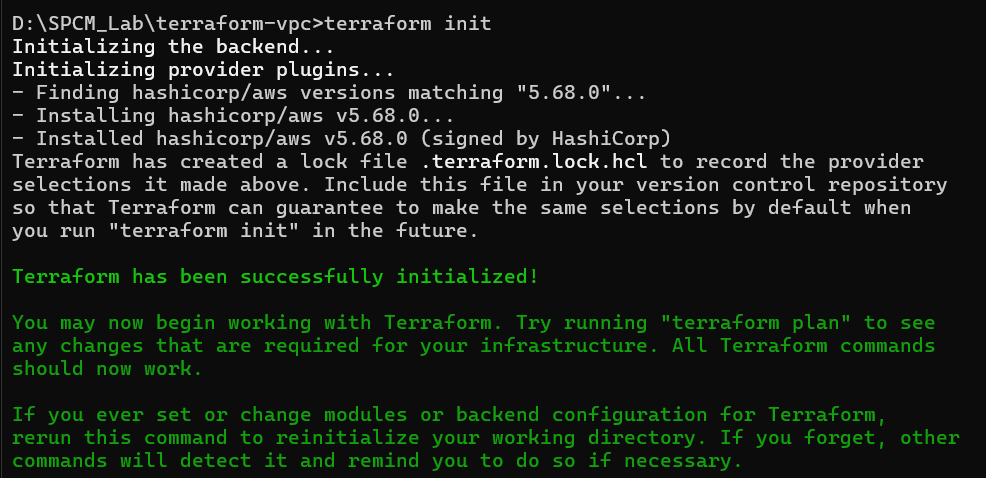 D:\SPCM_Lab\terraform-vpc>terraform init
Initializing the backend...
Initializing provider plugins...
- Finding hashicorp/aws versions matching "5.68.0"...
- Installing hashicorp/aws v5.68.0...
- Installed hashicorp/aws v5.68.0 (signed by HashiCorp)
Terraform has created a lock file .terraform.lock.hcl to record the provider
selections it made above. Include this file in your version control repository
so that Terraform can guarantee to make the same selections by default when
you run "terraform init" in the future.
Terraform has been successfully initialized!
You may now begin working with Terraform. Try running "terraform plan" to see
any changes that are required for your infrastructure. All Terraform commands
should now work.
If you ever set or change modules or backend configuration for Terraform,
rerun this command to reinitialize your working directory. If you forget, other
commands will detect it and remind you to do so if necessary.